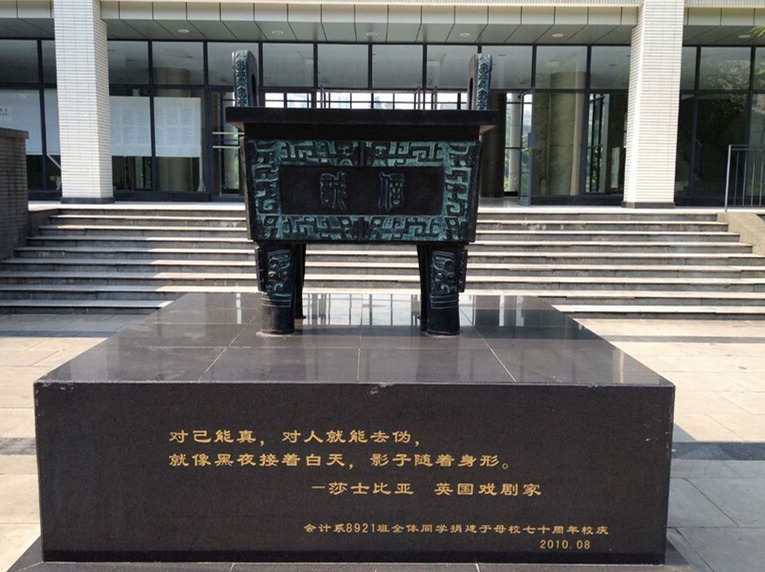 对己能真，对人就能去伪，
就像黑夜接着白天，影子随着身形。
—莎士比亚 英国戏剧家
会计系8921班全体同学捐建于母校七十周年校庆
2010.08